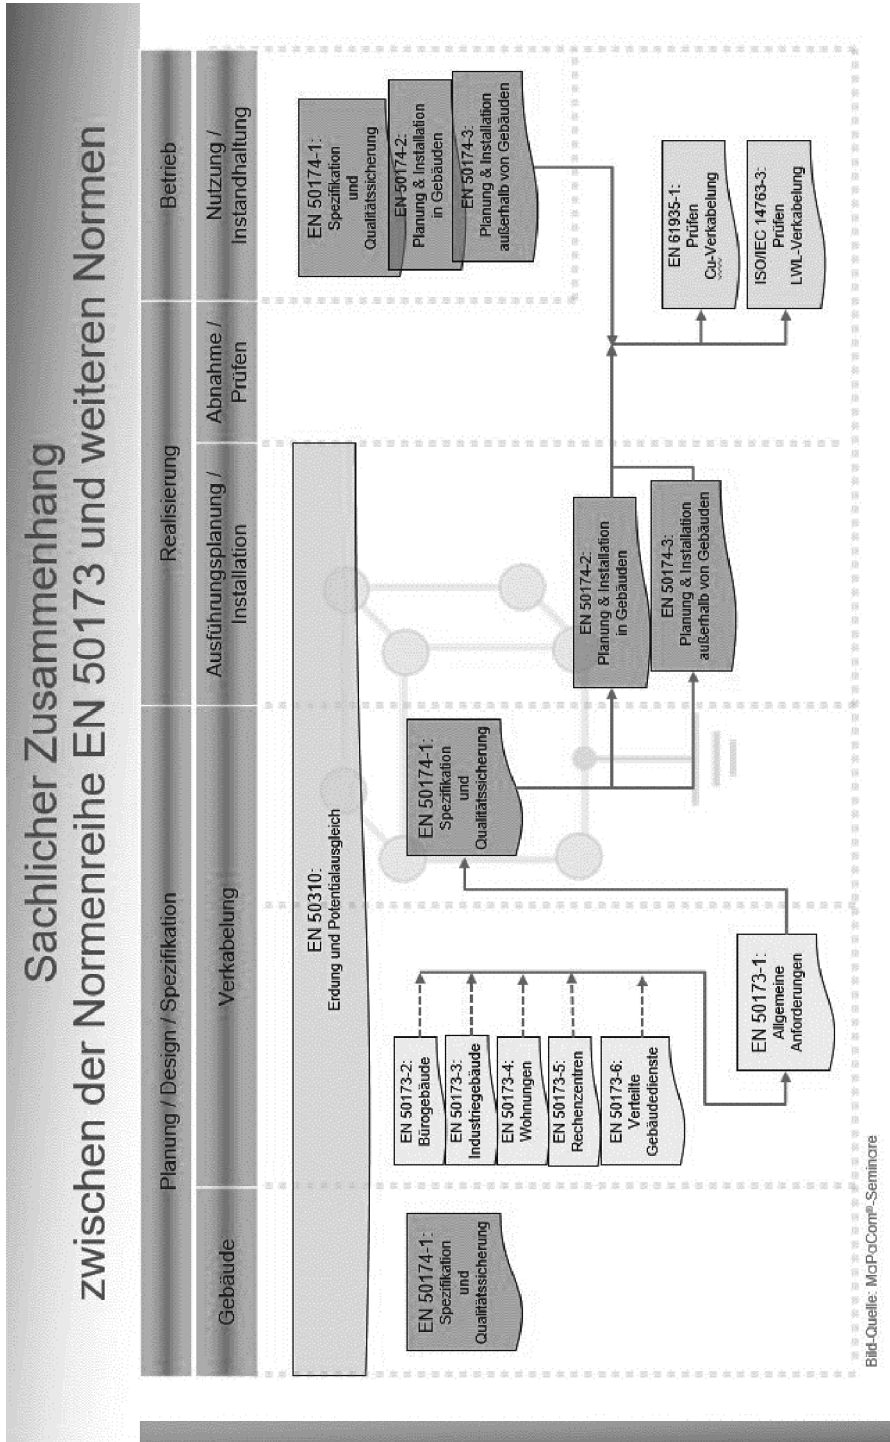 Sachlicher Zusammenhang
zwischen der Normenreihe EN 50173 und weiteren Normen
Planung / Design / Spezifikation
Realisierung
Betrieb
Gebäude
Verkabelung
Ausführungsplanung /
Installation
Abnahme /
Prüfen
Nutzung /
Instandhaltung
EN 50310:
Erdung und Potentialausgleich
EN 50174-1:
Spezifikation
und
Qualitätssicherung
EN 50173-2:
Bürogebäude
EN 50173-3:
Industriegebäude
EN 50173-4:
Wohnungen
EN 50173-5:
Rechenzentren
EN 50173-6:
Verteilte
Gebäudedienste
EN 50173-1:
Allgemeine
Anforderungen
EN 50174-1:
Spezifikation
und
Qualitätssicherung
EN 50174-2:
Planung & Installation
in Gebäuden
EN 50174-3:
Planung & Installation
außerhalb von Gebäuden
EN 50174-1:
Spezifikation
und
Qualitätssicherung
EN 50174-2:
Planung & Installation
in Gebäuden
EN 50174-3:
Planung & Installation
außerhalb von Gebäuden
EN 61935-1:
Prüfen
Cu-Verkabelung
ISO/IEC 14763-3:
Prüfen
LWL-Verkabelung
Bild-Quelle: MaPaCom®-Seminare